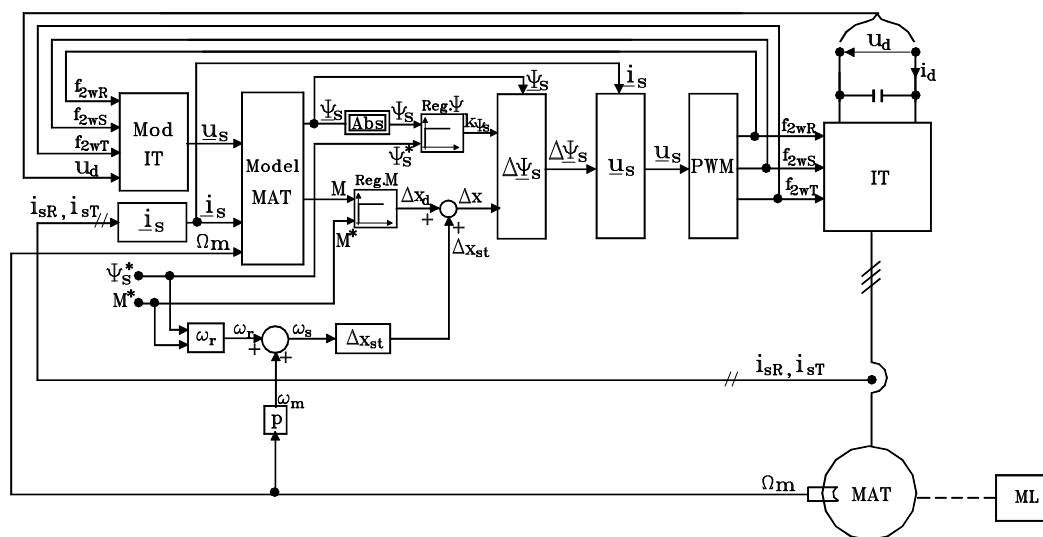 u_d
i_d
f_2wR
f_2wS
f_2wT
u_d
Mod
IT
u_s
Model
MAT
Ψ_s
Abs
Ψ_s
Reg.Ψ
k_Ψs
Ψ_s*
Ψ_s
ΔΨ_s
ΔΨ_s
i_s
u_s
u_s
PWM
f_2wR
f_2wS
f_2wT
IT
i_sR, i_sT
i_s
i_s
Ω_m
M
Reg.M
M*
Δx_d
+
Δx
+
Δx_st
Ψ_s*
M*
ω_r
ω_r
+
ω_s
+
Δx_st
i_sR, i_sT
ω_m
p
Ω_m
MAT
ML